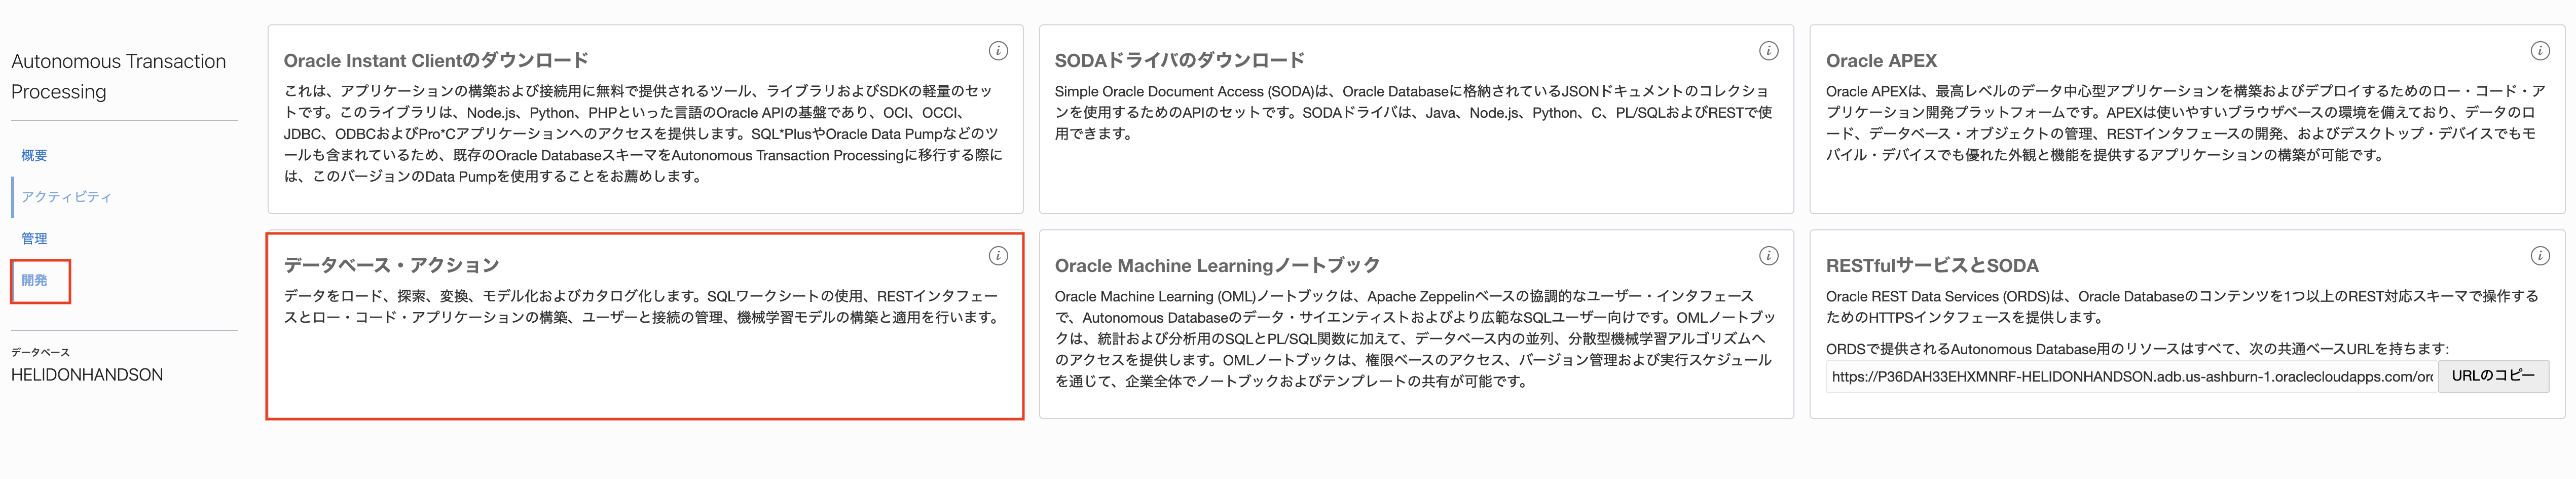 Autonomous Transaction
Processing
概要
アクティビティ
管理
開発
データベース
HELIDONHANDSON
Oracle Instant Clientのダウンロード
これは、アプリケーションの構築および接続用に無料で提供されるツール、ライブラリおよびSDKの軽量のセッ
トです。このライブラリは、Node.js、Python、PHPといった言語のOracle APIの基盤であり、OCI、OCCI、
JDBC、ODBCおよびPro*Cアプリケーションへのアクセスを提供します。SQL*PlusやOracle Data Pumpなどのツ
ールも含まれているため、既存のOracle DatabaseスキーマをAutonomous Transaction Processingに移行する際に
は、このバージョンのData Pumpを使用することをお薦めします。
SODAドライバのダウンロード
Simple Oracle Document Access (SODA)は、Oracle Databaseに格納されているJSONドキュメントのコレクショ
ンを使用するためのAPIのセットです。SODAドライバは、Java、Node.js、Python、C、PL/SQLおよびRESTで使
用できます。
Oracle APEX
Oracle APEXは、最高レベルのデータ中心型アプリケーションを構築およびデプロイするためのロー・コード・ア
プリケーション開発プラットフォームです。APEXは使いやすいブラウザベースの環境を備えており、データのロ
ード、データベース・オブジェクトの管理、RESTインタフェースの開発、およびデスクトップ・デバイスでもモ
バイル・デバイスでも優れた外観と機能を提供するアプリケーションの構築が可能です。
データベース・アクション
データをロード、探索、変換、モデル化およびカタログ化します。SQLワークシートの使用、RESTインタフェー
スとロー・コード・アプリケーションの構築、ユーザーと接続の管理、機械学習モデルの構築と適用を行います。
Oracle Machine Learningノートブック
Oracle Machine Learning (OML)ノートブックは、Apache Zeppelinベースの協調的なユーザー・インタフェース
で、Autonomous Databaseのデータ・サイエンティストおよびより広範なSQLユーザー向けです。OMLノートブッ
クは、統計および分析用のSQLとPL/SQL関数に加えて、データベース内の並列、分散型機械学習アルゴリズムへ
のアクセスを提供します。OMLノートブックは、権限ベースのアクセス、バージョン管理および実行スケジュール
を通じて、企業全体でノートブックおよびテンプレートの共有が可能です。
RESTfulサービスとSODA
Oracle REST Data Services (ORDS)は、Oracle Databaseのコンテンツを1つ以上のREST対応スキーマで操作する
ためのHTTPSインタフェースを提供します。
ORDSで提供されるAutonomous Database用のリソースはすべて、次の共通ベースURLを持ちます:
https://P36DAH33EHXMNRF-HELIDONHANDSON.adb.us-ashburn-1.oraclecloudapps.com/ord
URLのコピー